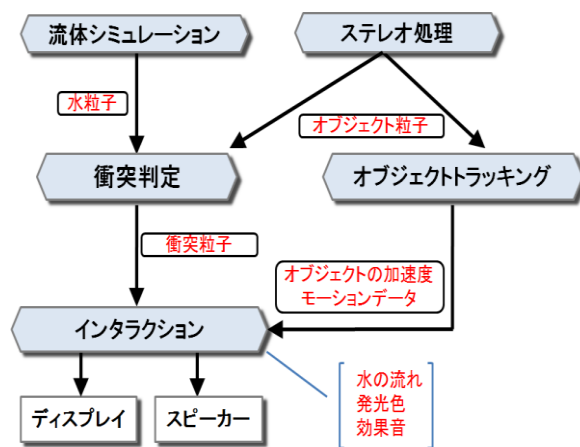 流体シミュレーション
ステレオ処理
水粒子
オブジェクト粒子
衝突判定
オブジェクトトラッキング
衝突粒子
オブジェクトの加速度
モーションデータ
インタラクション
水の流れ
発光色
効果音
ディスプレイ
スピーカー